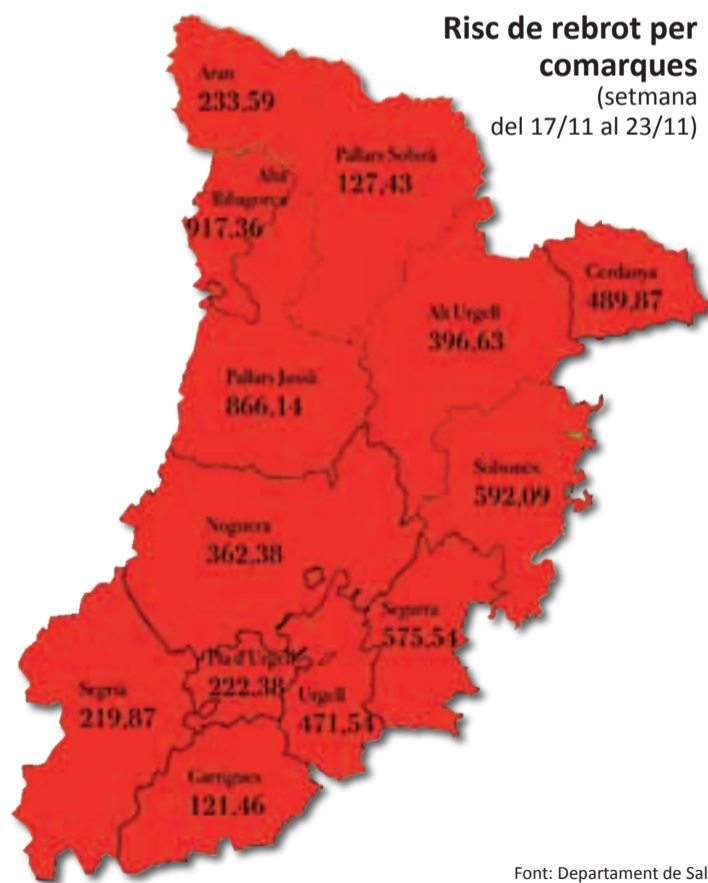 Risc de rebrot per
comarques
(setmana
del 17/11 al 23/11)
Aran
233,59
Pallars Sobirà
127,43
Alta
Ribagorça
917,36
Cerdanya
489,87
Alt Urgell
396,63
Pallars Jussà
866,14
Solsonès
592,09
Noguera
362,38
Segarra
575,54
Pla d'Urgell
222,38
Urgell
471,54
Segrià
219,87
Garrigues
121,46
Font: Departament de Sal